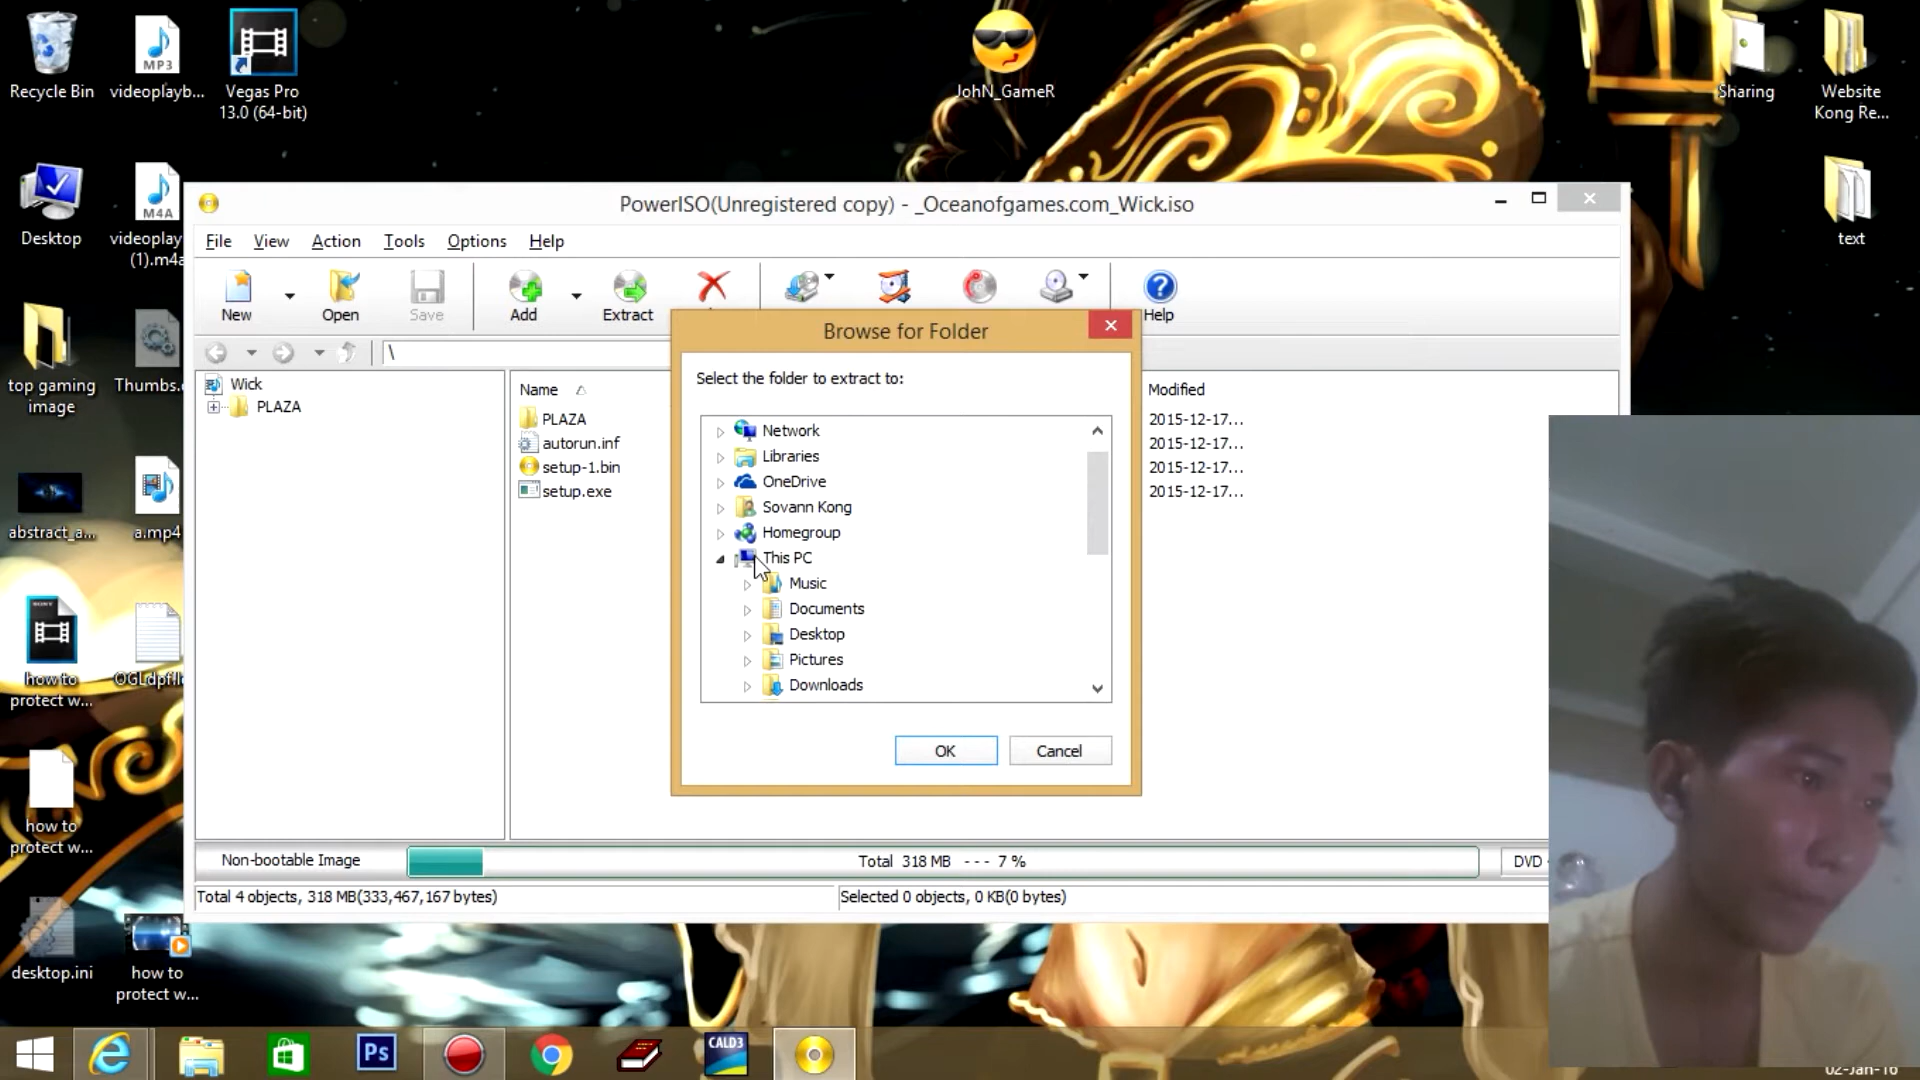 Recycle Bin
videoplayb...
Vegas Pro
13.0 (64-bit)
JohN_GameR
Sharing
Website
Kong Re...
MP3
Desktop
M4A
videoplay
(1).m4a
text
top gaming
image
Thumbs.
abstract_a...
a.mp4
SONY
how to
protect w...
OGLdpf
how to
protect w...
desktop.ini
how to
protect w...
PowerISO(Unregistered copy) - _Oceanofgames.com_Wick.iso
File View Action Tools Options Help
New Open Save Add Extract Help
\
Wick
PLAZA
Name
Modified
PLAZA
2015-12-17...
autorun.inf
2015-12-17...
setup-1.bin
2015-12-17...
setup.exe
2015-12-17...
Browse for Folder
Select the folder to extract to:
Network
Libraries
OneDrive
Sovann Kong
Homegroup
This PC
Music
Documents
Desktop
Pictures
Downloads
OK
Cancel
Non-bootable Image
Total 318 MB --- 7 %
DVD
Total 4 objects, 318 MB(333,467,167 bytes)
Selected 0 objects, 0 KB(0 bytes)
Ps
CALD3
02-Jan-16